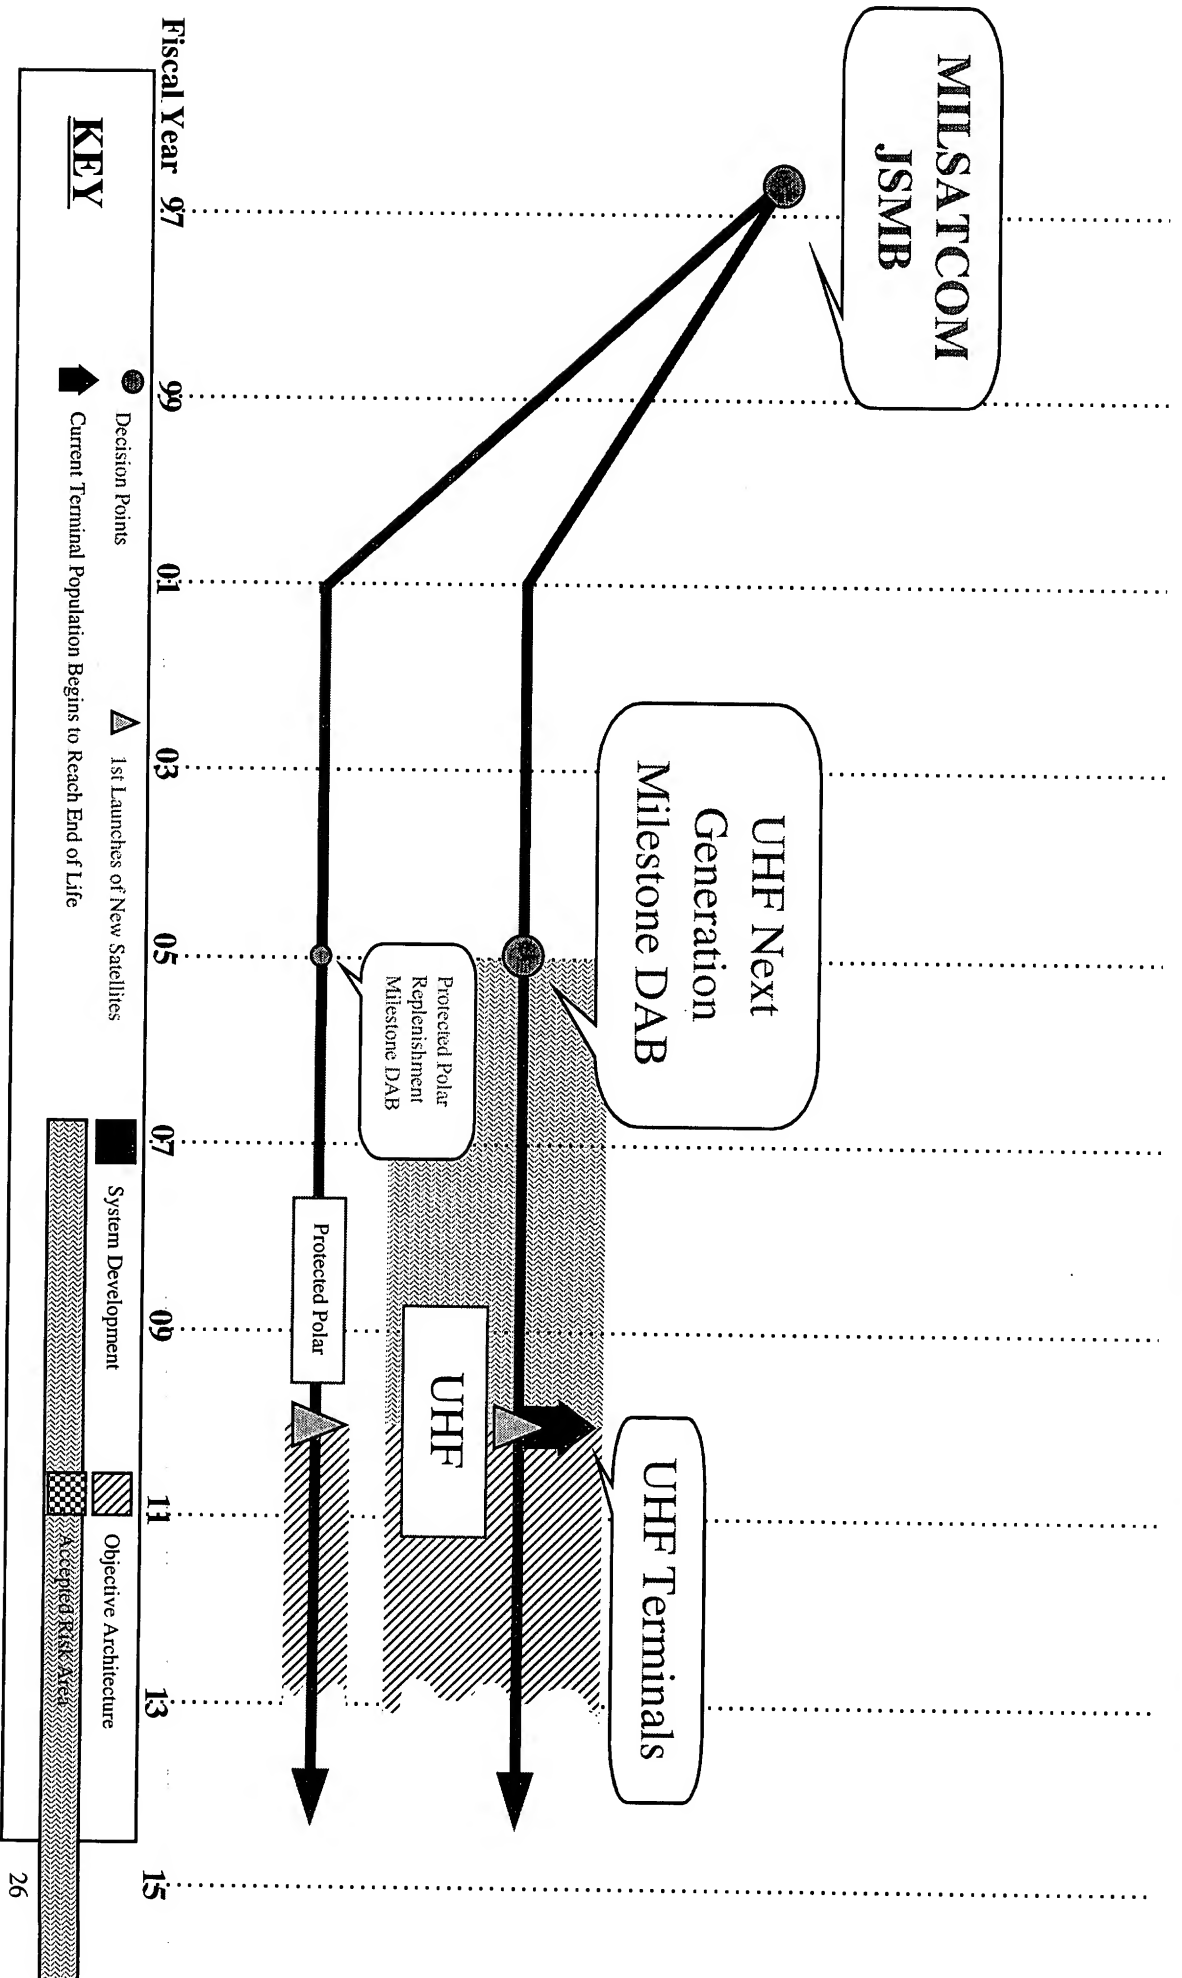 MILSATCOM
JSMB
UHF Next
Generation
Milestone DAB
UHF Terminals
Protected Polar
Replenishment
Milestone DAB
UHF
Protected Polar
Fiscal Year 97 99 01 03 05 07 09 11 13 15
KEY
Decision Points
1st Launches of New Satellites
System Development
Objective Architecture
Current Terminal Population Begins to Reach End of Life
Accepted Risk Area
26